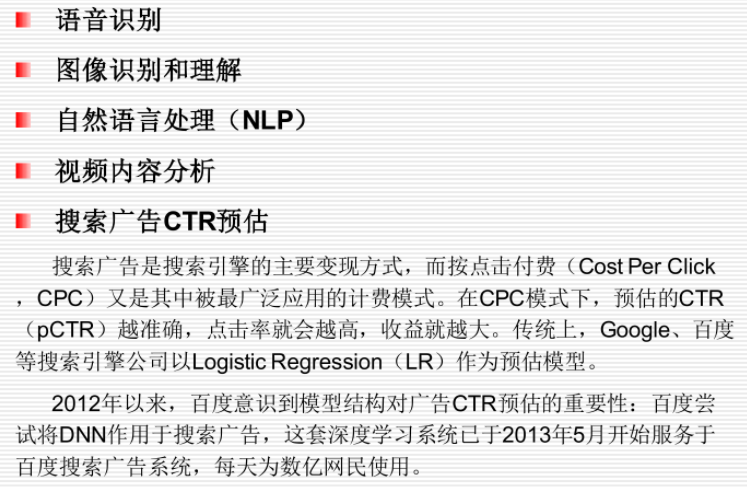 语音识别
图像识别和理解
自然语言处理（NLP）
视频内容分析
搜索广告CTR预估
搜索广告是搜索引擎的主要变现方式，而按点击付费（Cost Per Click
，CPC）又是其中被最广泛应用的计费模式。在CPC模式下，预估的CTR
（pCTR）越准确，点击率就会越高，收益就越大。传统上，Google、百度
等搜索引擎公司以Logistic Regression（LR）作为预估模型。
2012年以来，百度意识到模型结构对广告CTR预估的重要性：百度尝
试将DNN作用于搜索广告，这套深度学习系统已于2013年5月开始服务于
百度搜索广告系统，每天为数亿网民使用。